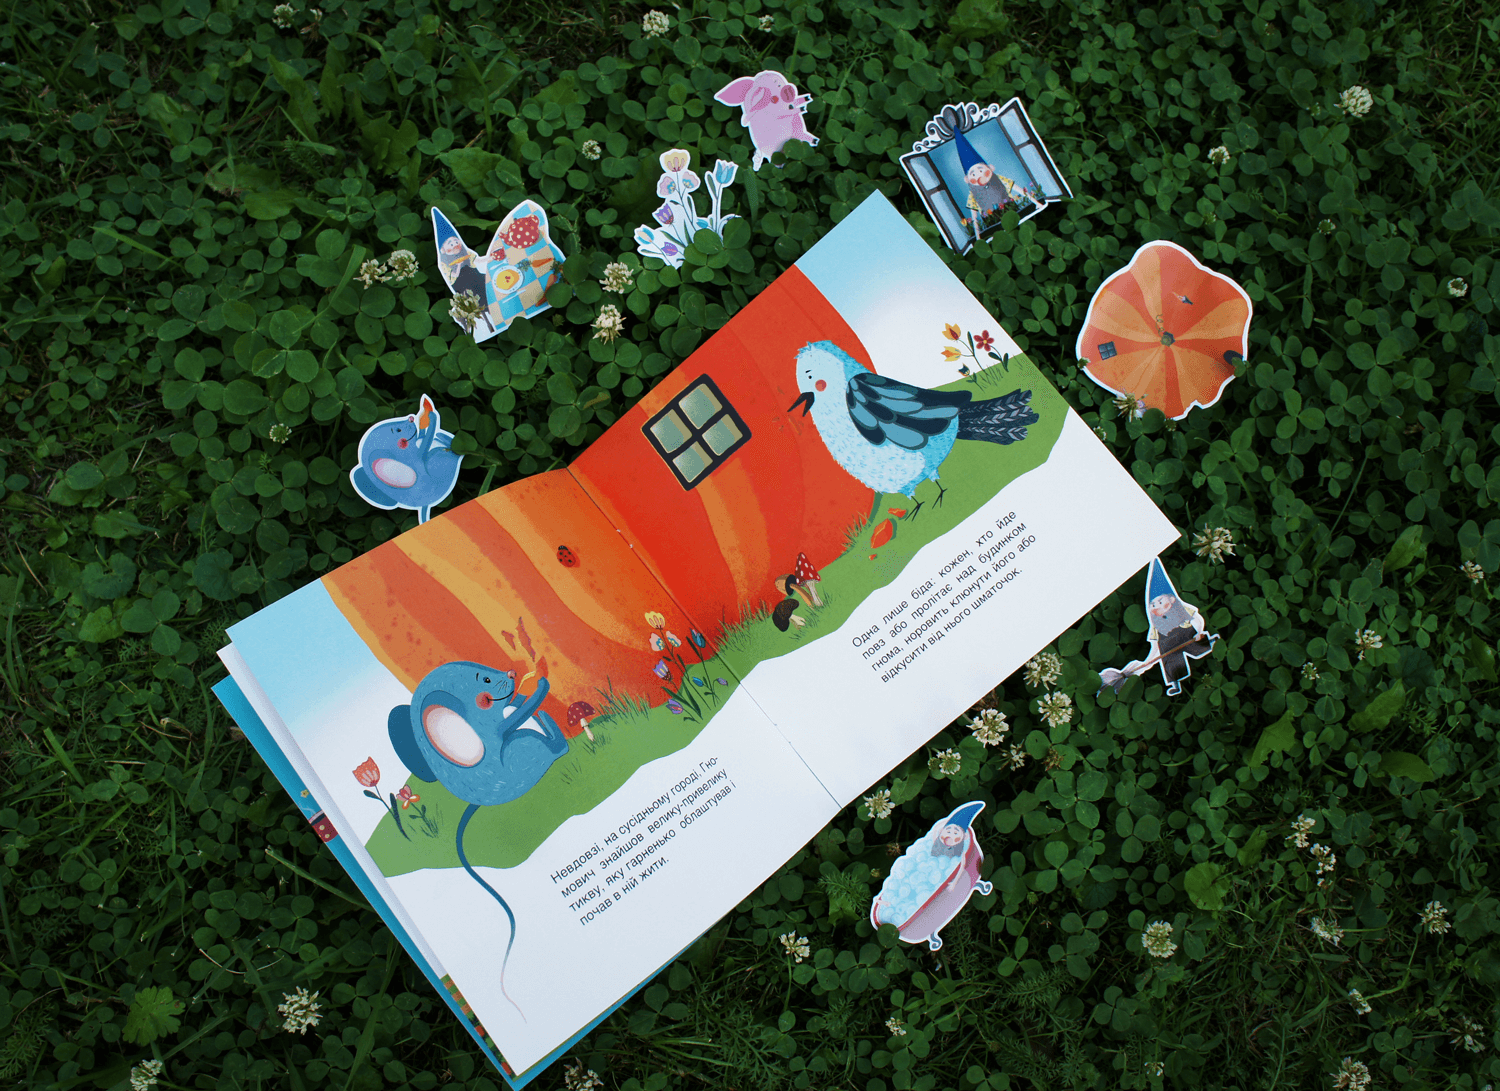 Невдовзі, на сусідньому городі, Гно-
мович знайшов велику-превелику
тикву, яку гарненько облаштував і
почав в ній жити.
Одна лише біда: кожен, хто йде
повз або пролітає над будинком
гнома, норовить клюнути його або
відкусити від нього шматочок.